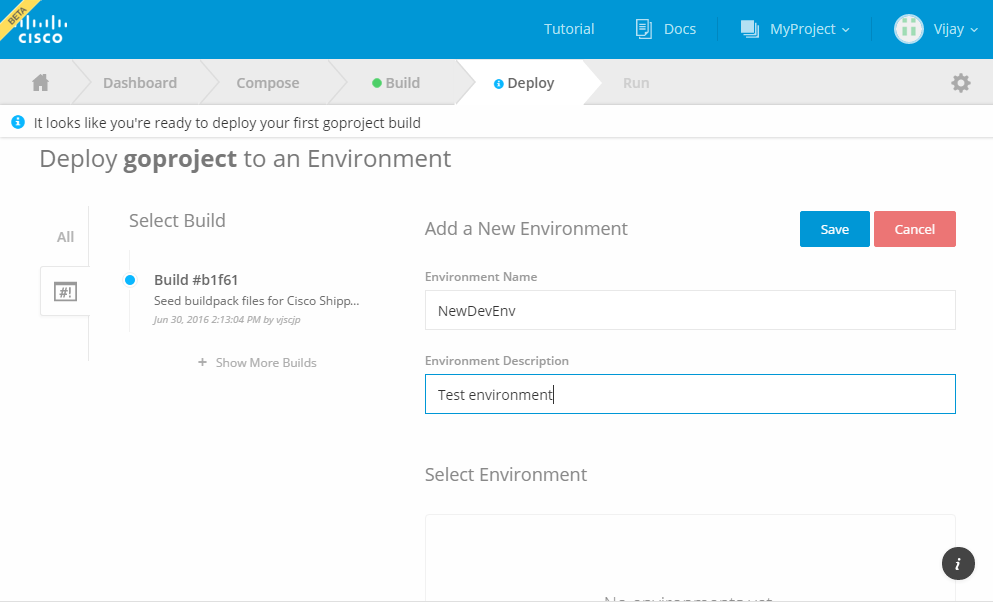 BETA
CISCO
Tutorial
Docs
MyProject
Vijay
Dashboard
Compose
Build
Deploy
Run
It looks like you're ready to deploy your first goproject build
Deploy goproject to an Environment
All
#!
Select Build
Build #b1f61
Seed buildpack files for Cisco Shipp...
Jun 30, 2016 2:13:04 PM by vjscjp
+ Show More Builds
Add a New Environment
Save
Cancel
Environment Name
NewDevEnv
Environment Description
Test environment
Select Environment
No environments yet
i